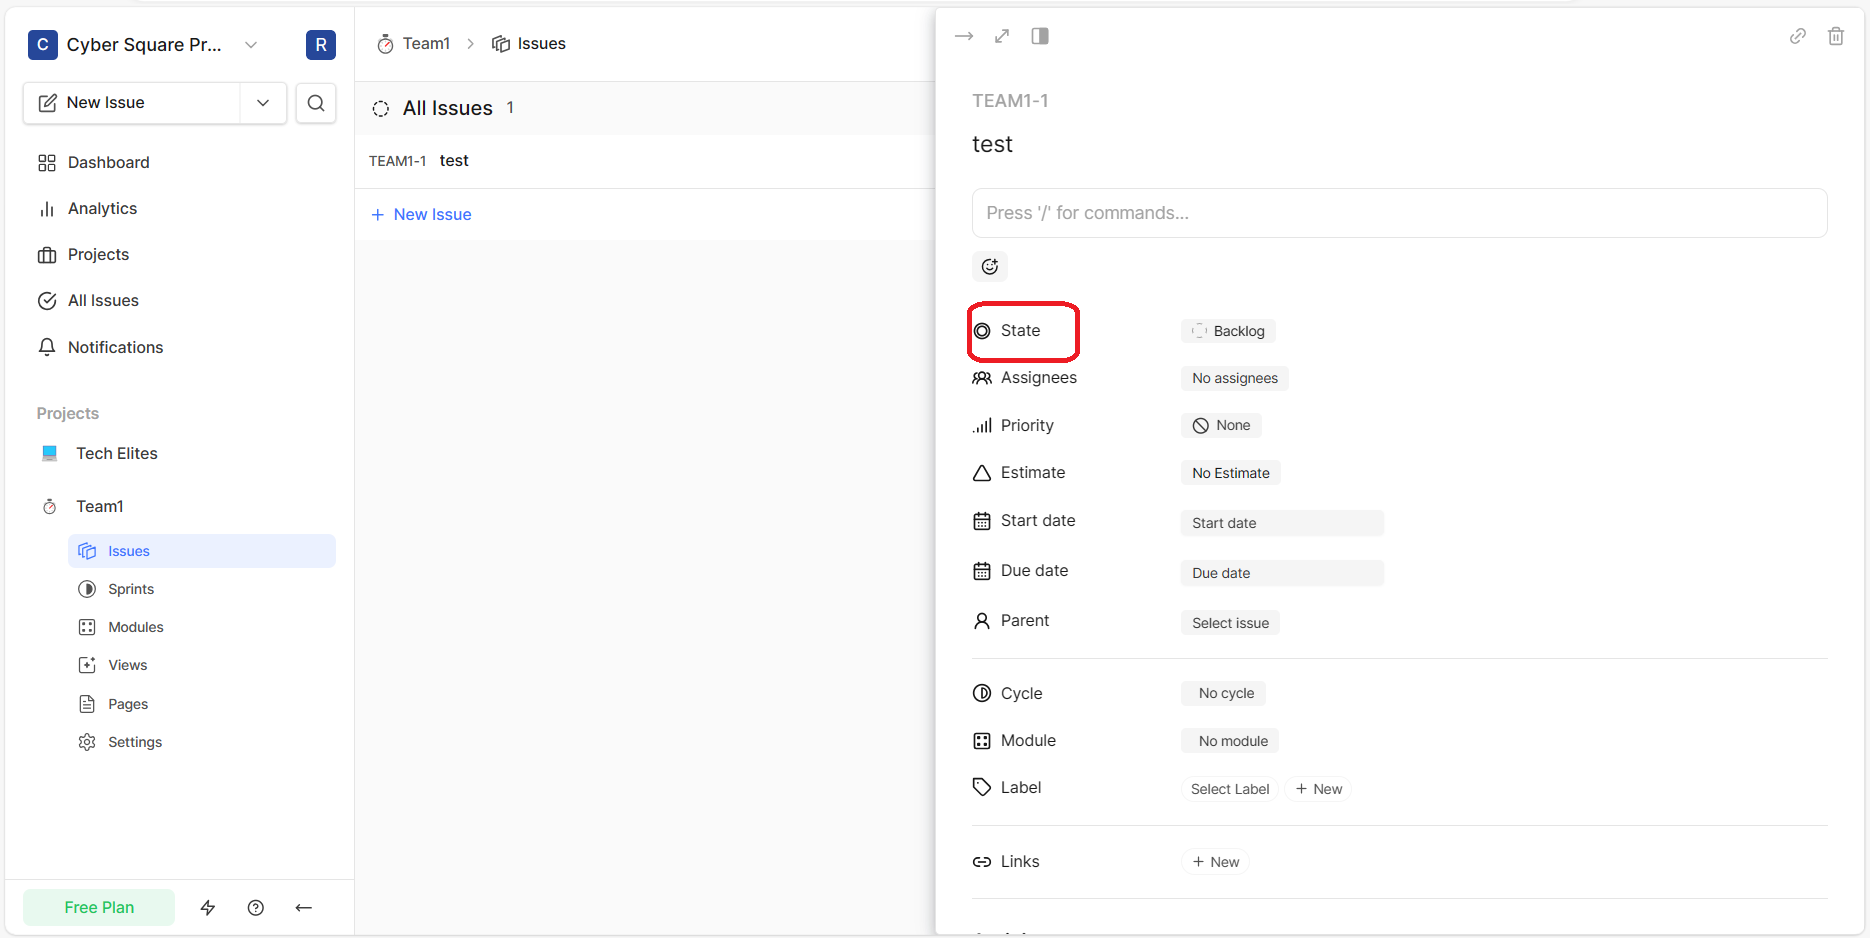 C Cyber Square Pr... R
New Issue
Dashboard
Analytics
Projects
All Issues
Notifications
Projects
Tech Elites
Team1
Issues
Sprints
Modules
Views
Pages
Settings
Free Plan
Team1 > Issues
All Issues 1
TEAM1-1 test
+ New Issue
TEAM1-1
test
Press '/' for commands...
State Backlog
Assignees No assignees
Priority None
Estimate No Estimate
Start date Start date
Due date Due date
Parent Select issue
Cycle No cycle
Module No module
Label Select Label + New
Links + New